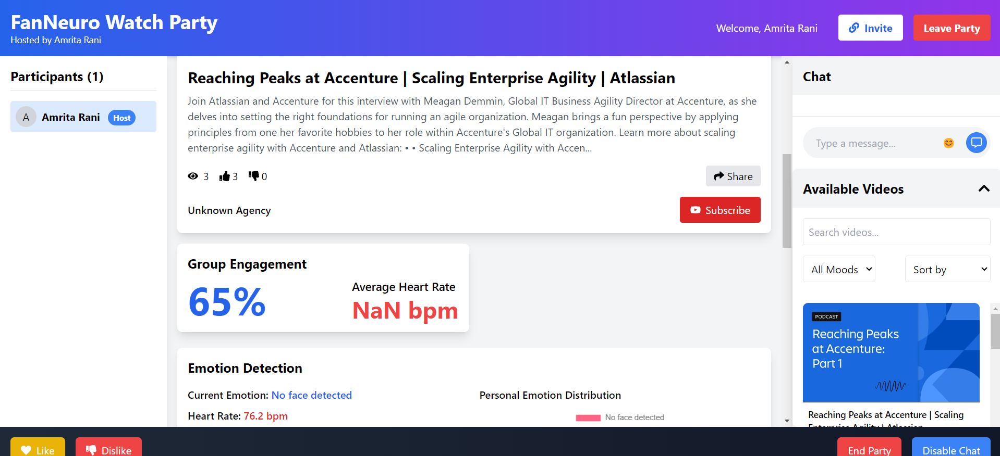 FanNeuro Watch Party
Hosted by Amrita Rani
Welcome, Amrita Rani
Invite
Leave Party
Participants (1)
A
Amrita Rani
Host
Reaching Peaks at Accenture | Scaling Enterprise Agility | Atlassian
Join Atlassian and Accenture for this interview with Meagan Demmin, Global IT Business Agility Director at Accenture, as she
delves into setting the right foundations for running an agile organization. Meagan brings a fun perspective by applying
principles from one her favorite hobbies to her role within Accenture's Global IT organization. Learn more about scaling
enterprise agility with Accenture and Atlassian: • • Scaling Enterprise Agility with Accen...
3
3
0
Share
Unknown Agency
Subscribe
Group Engagement
65%
Average Heart Rate
NaN bpm
Emotion Detection
Current Emotion: No face detected
Heart Rate: 76.2 bpm
Personal Emotion Distribution
No face detected
Chat
Type a message...
Available Videos
Search videos...
All Moods
Sort by
PODCAST
Reaching Peaks
at Accenture:
Part 1
Reaching Peaks at Accenture | Scaling
Enterprise Agility | Atlassian
Like
Dislike
End Party
Disable Chat